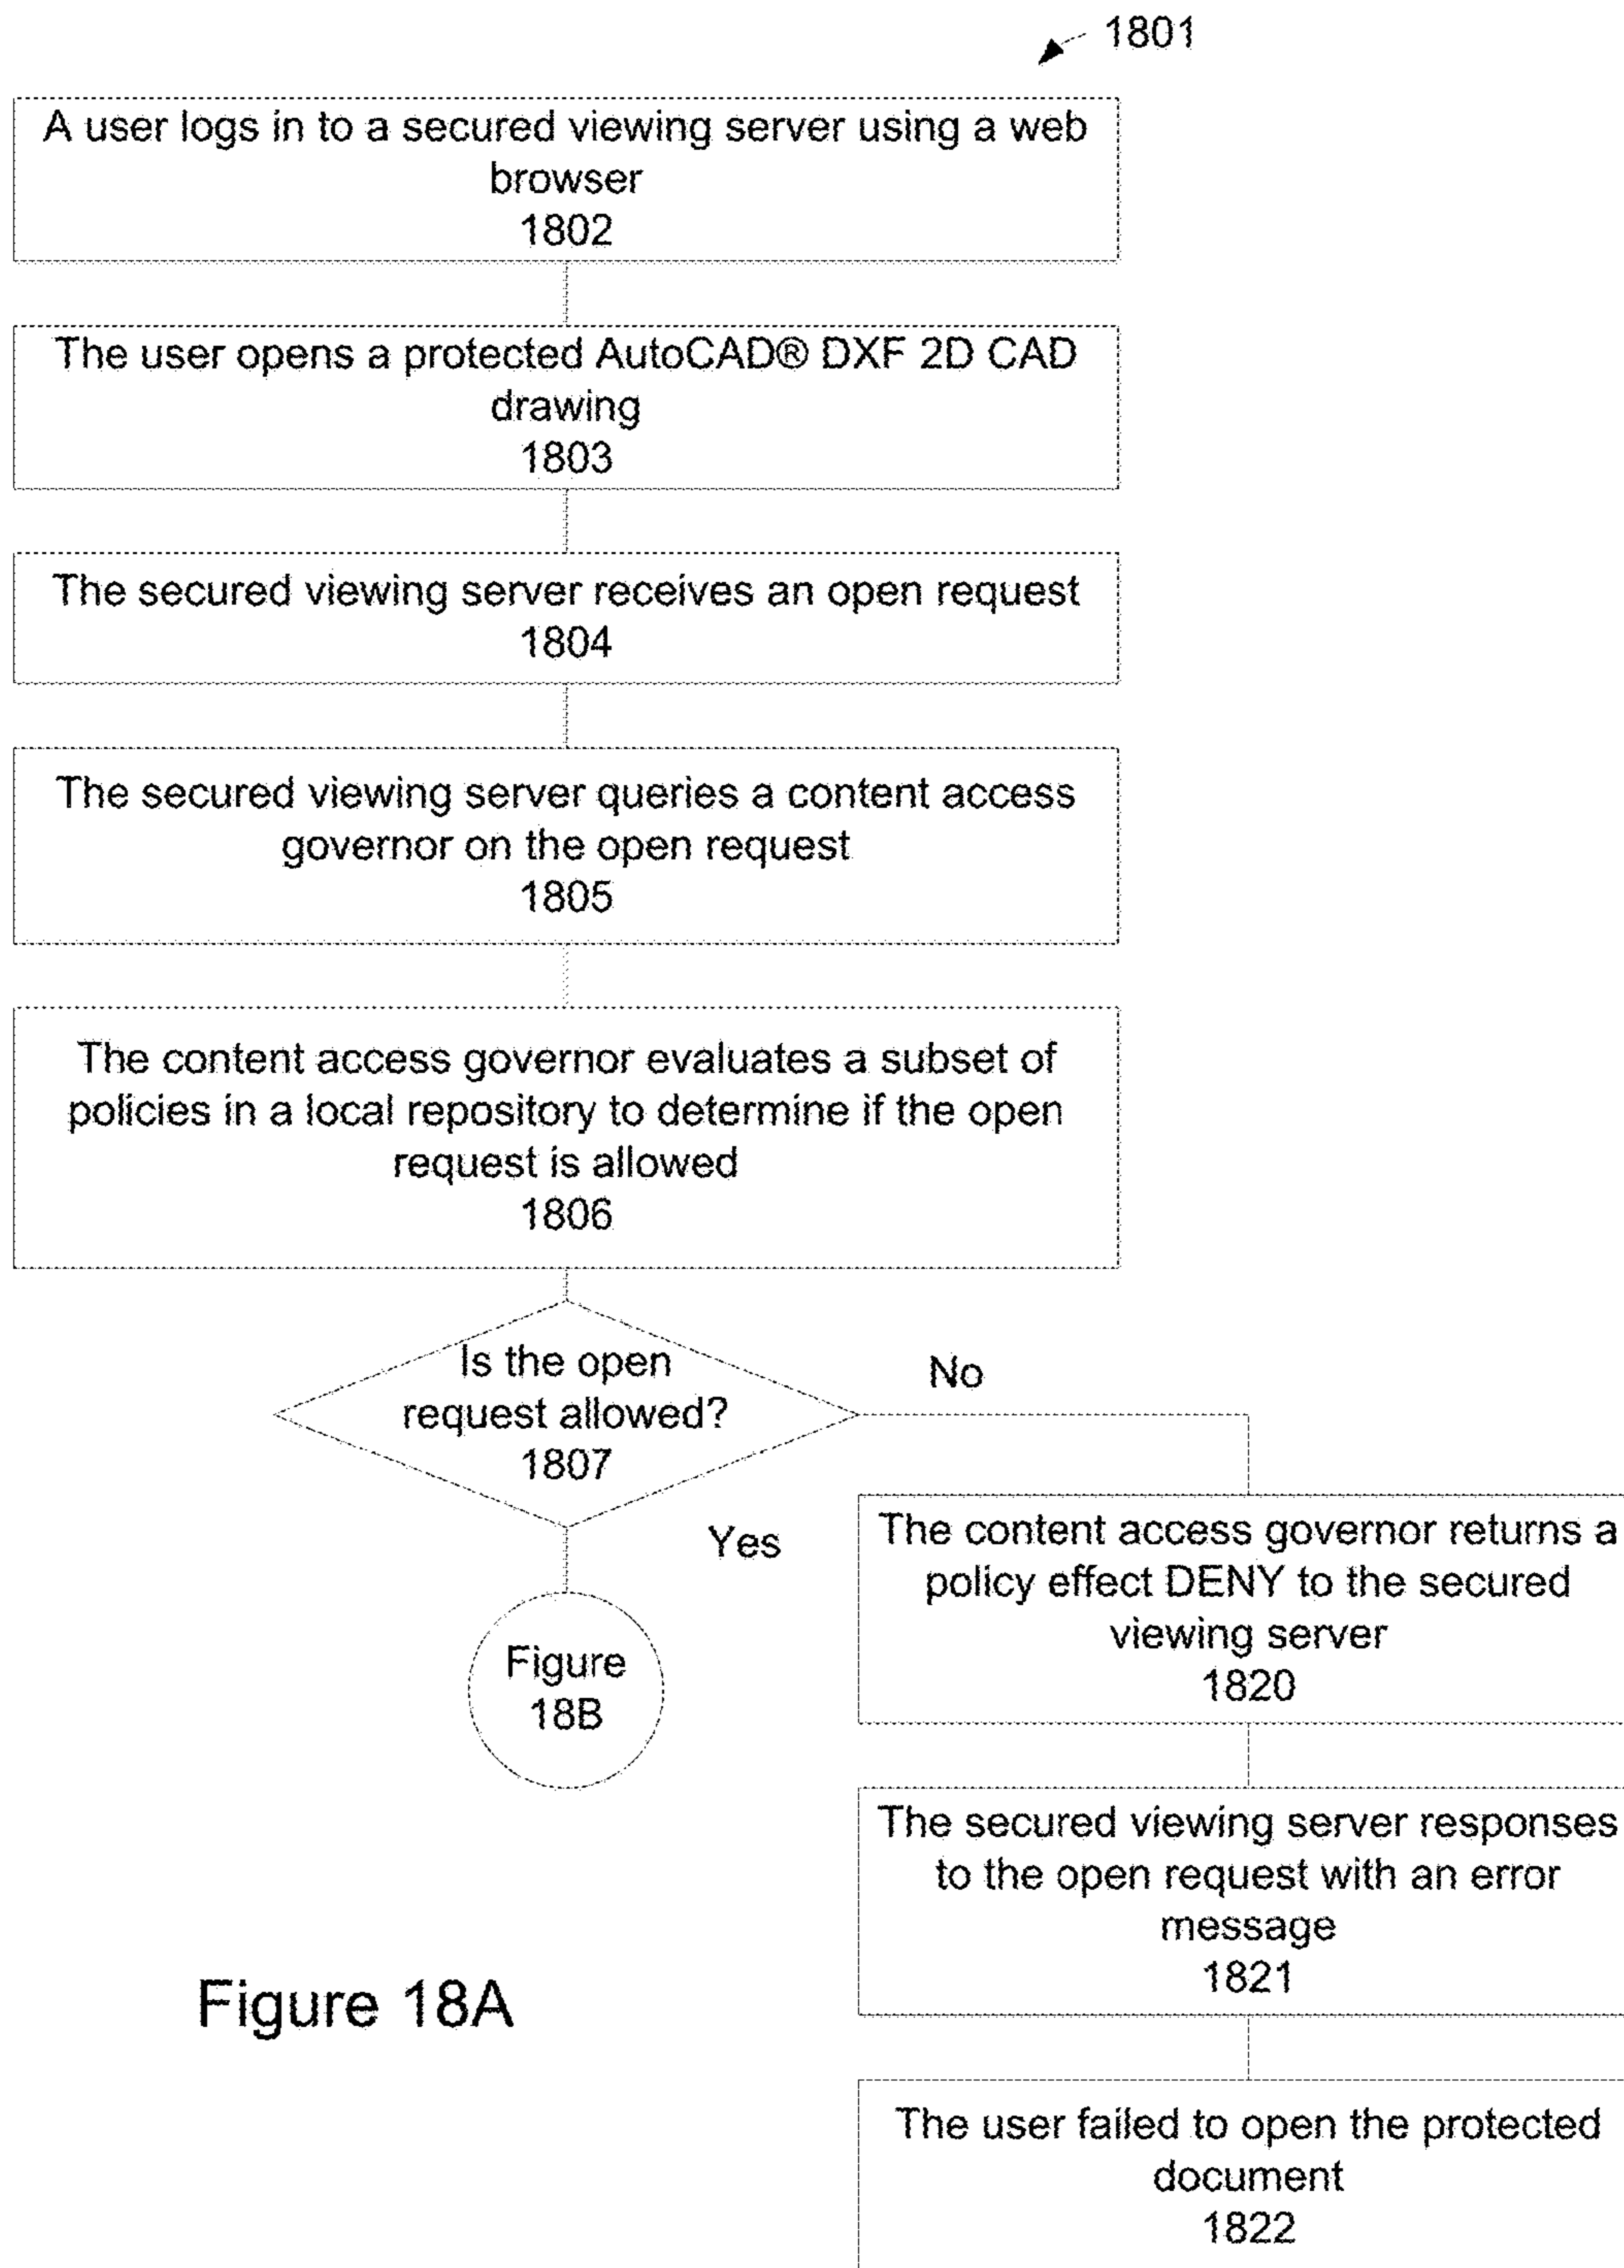 1801
A user logs in to a secured viewing server using a web
browser
1802
The user opens a protected AutoCAD® DXF 2D CAD
drawing
1803
The secured viewing server receives an open request
1804
The secured viewing server queries a content access
governor on the open request
1805
The content access governor evaluates a subset of
policies in a local repository to determine if the open
request is allowed
1806
Is the open
request allowed?
1807
No
Yes
Figure
18B
The content access governor returns a
policy effect DENY to the secured
viewing server
1820
The secured viewing server responses
to the open request with an error
message
1821
The user failed to open the protected
document
1822
Figure 18A